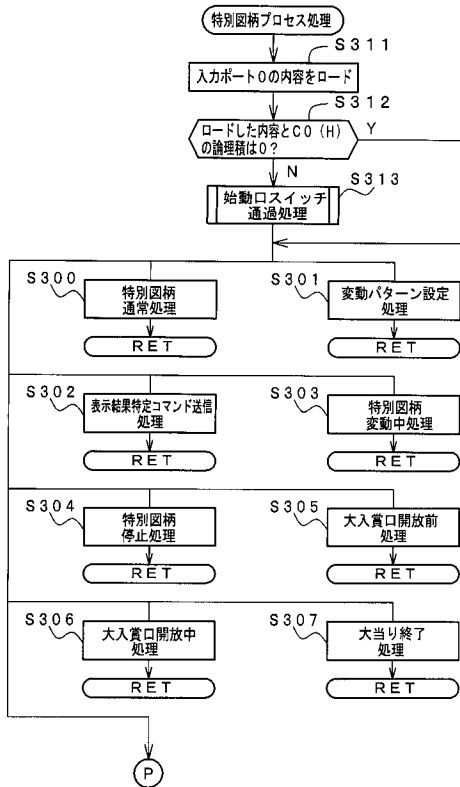 特別図柄プロセス処理
S311
入力ポート0の内容をロード
S312
ロードした内容とC0(H)
の論理積は0?
Y
N
S313
始動口スイッチ
通過処理
S300
特別図柄
通常処理
RET
S301
変動パターン設定
処理
RET
S302
表示結果特定コマンド送信
処理
RET
S303
特別図柄
変動中処理
RET
S304
特別図柄
停止処理
RET
S305
大入賞口開放前
処理
RET
S306
大入賞口開放中
処理
RET
S307
大当り終了
処理
RET
P